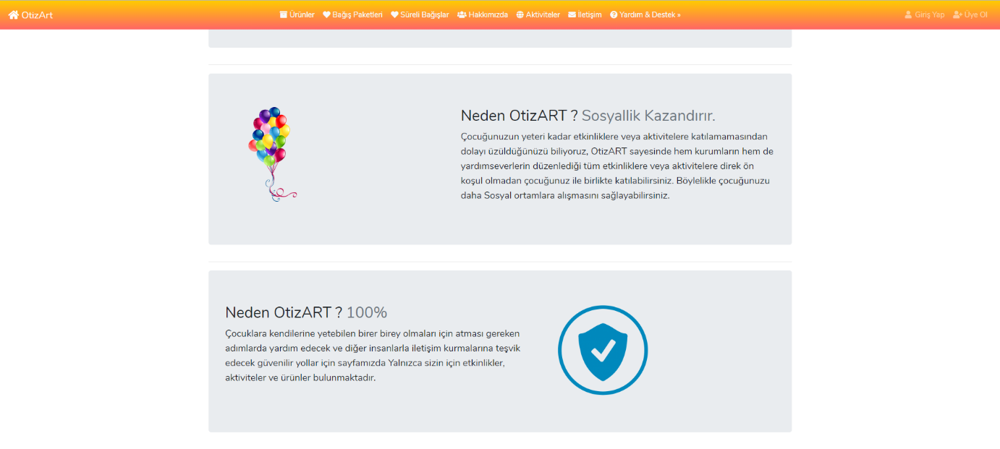 OtizArt
Ürünler
Bağış Paketleri
Süreli Bağışlar
Hakkımızda
Aktiviteler
İletişim
Yardım & Destek »
Giriş Yap
Üye Ol
Neden OtizART ? Sosyallik Kazandırır.
Çocuğunuzun yeteri kadar etkinliklere veya aktivitelere katılamamasından
dolayı üzüldüğünüzü biliyoruz, OtizART sayesinde hem kurumların hem de
yardımseverlerin düzenlediği tüm etkinliklere veya aktivitelere direk ön
koşul olmadan çocuğunuz ile birlikte katılabilirsiniz. Böylelikle çocuğunuzu
daha Sosyal ortamlara alışmasını sağlayabilirsiniz.
Neden OtizART ? 100%
Çocuklara kendilerine yetebilen birer birey olmaları için atması gereken
adımlarda yardım edecek ve diğer insanlarla iletişim kurmalarına teşvik
edecek güvenilir yollar için sayfamızda Yalnızca sizin için etkinlikler,
aktiviteler ve ürünler bulunmaktadır.